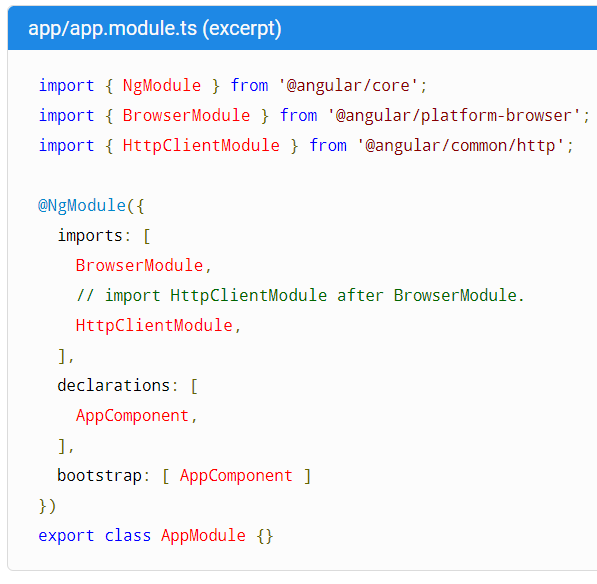 app/app.module.ts (excerpt)
import { NgModule } from '@angular/core';
import { BrowserModule } from '@angular/platform-browser';
import { HttpClientModule } from '@angular/common/http';
@NgModule({
imports: [
BrowserModule,
// import HttpClientModule after BrowserModule.
HttpClientModule,
],
declarations: [
AppComponent,
],
bootstrap: [ AppComponent ]
})
export class AppModule {}